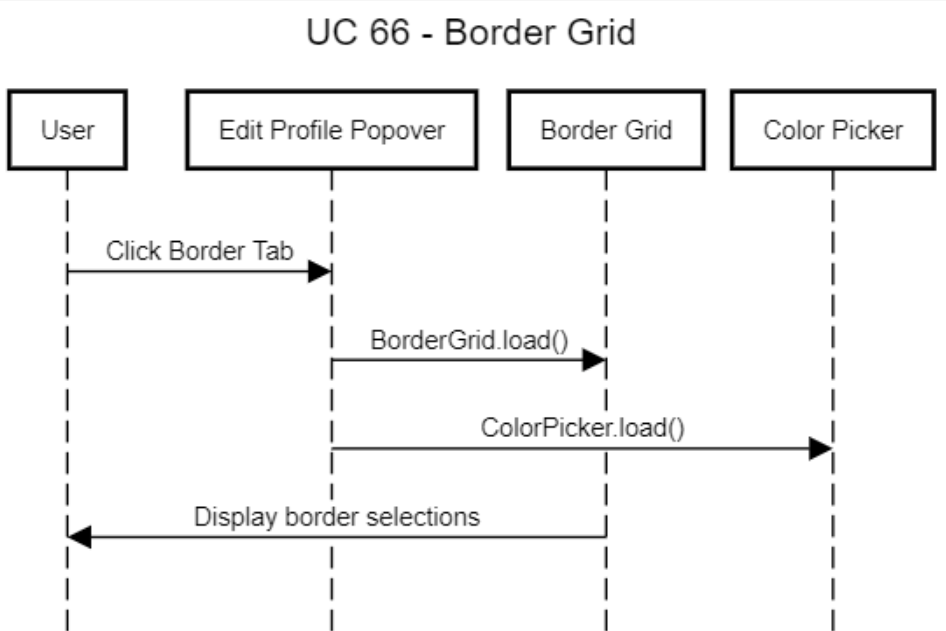 UC 66 - Border Grid
User
Edit Profile Popover
Border Grid
Color Picker
Click Border Tab
BorderGrid.load()
ColorPicker.load()
Display border selections